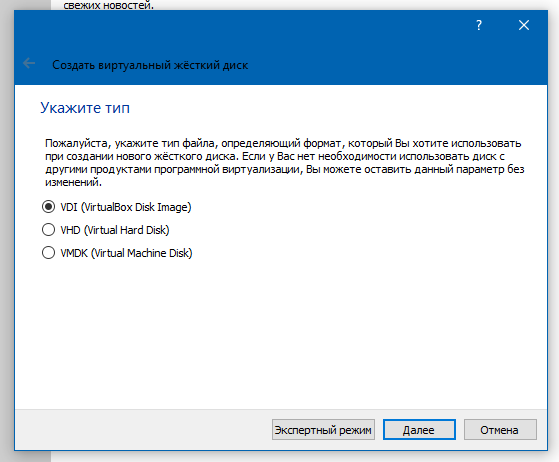 свежих новостей.
?
Создать виртуальный жёсткий диск
Укажите тип
Пожалуйста, укажите тип файла, определяющий формат, который Вы хотите использовать
при создании нового жёсткого диска. Если у Вас нет необходимости использовать диск с
другими продуктами программной виртуализации, Вы можете оставить данный параметр без
изменений.
VDI (VirtualBox Disk Image)
VHD (Virtual Hard Disk)
VMDK (Virtual Machine Disk)
Экспертный режим Далее Отмена